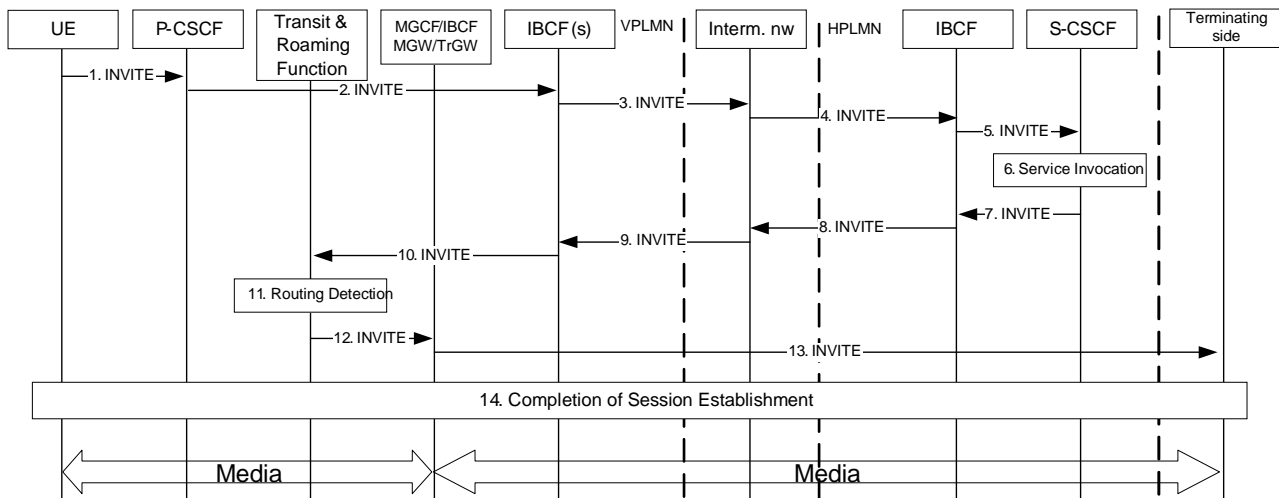 UE
P-CSCF
Transit &
Roaming
Function
MGCF/IBCF
MGW/TrGW
IBCF(s)
VPLMN
Interm. nw
HPLMN
IBCF
S-CSCF
Terminating
side
1. INVITE
2. INVITE
3. INVITE
4. INVITE
5. INVITE
6. Service Invocation
7. INVITE
8. INVITE
9. INVITE
10. INVITE
11. Routing Detection
12. INVITE
13. INVITE
14. Completion of Session Establishment
Media
Media